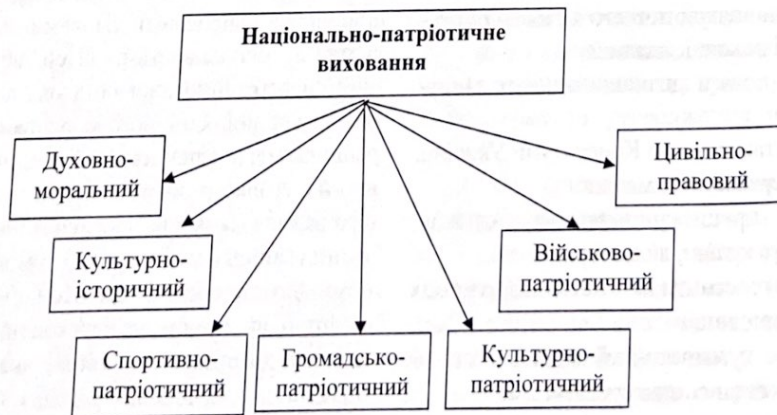 Національно-патріотичне
виховання
Духовно-
моральний
Цивільно-
правовий
Культурно-
історичний
Військово-
патріотичний
Спортивно-
патріотичний
Громадсько-
патріотичний
Культурно-
патріотичний